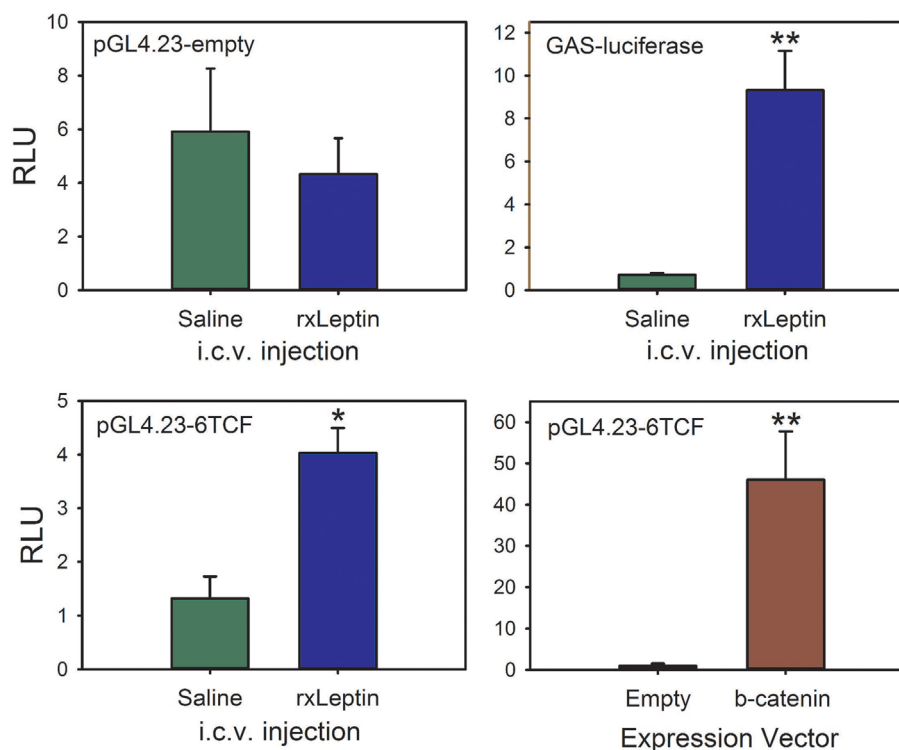 pGL4.23-empty
RLU
10
8
6
4
2
0
Saline rxLeptin
i.c.v. injection
GAS-luciferase
**
12
10
8
6
4
2
0
Saline rxLeptin
i.c.v. injection
pGL4.23-6TCF
*
RLU
5
4
3
2
1
0
Saline rxLeptin
i.c.v. injection
pGL4.23-6TCF
**
60
50
40
30
20
10
0
Empty b-catenin
Expression Vector